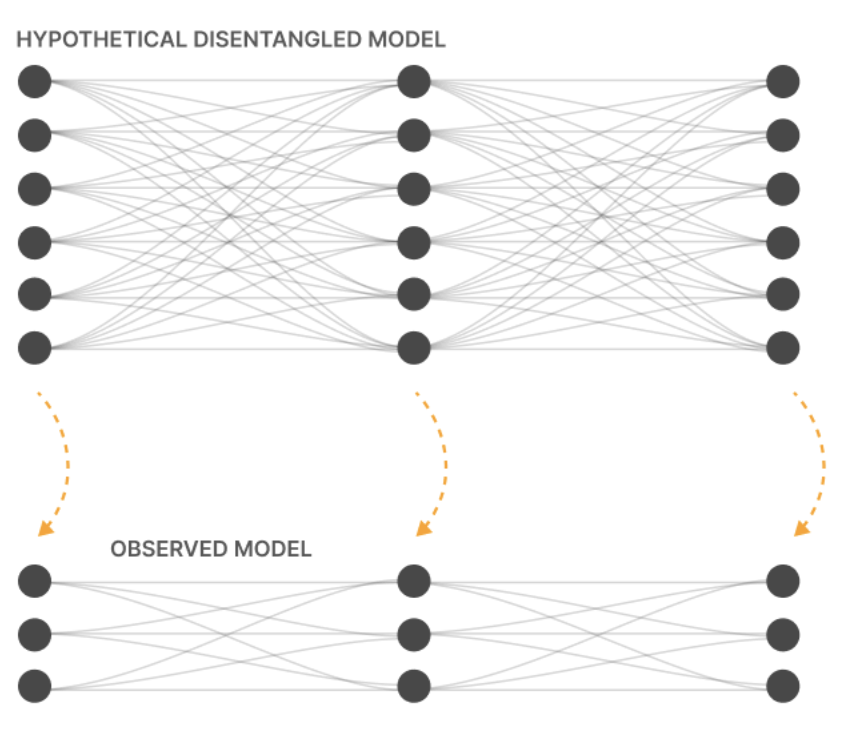 HYPOTHETICAL DISENTANGLED MODEL
OBSERVED MODEL